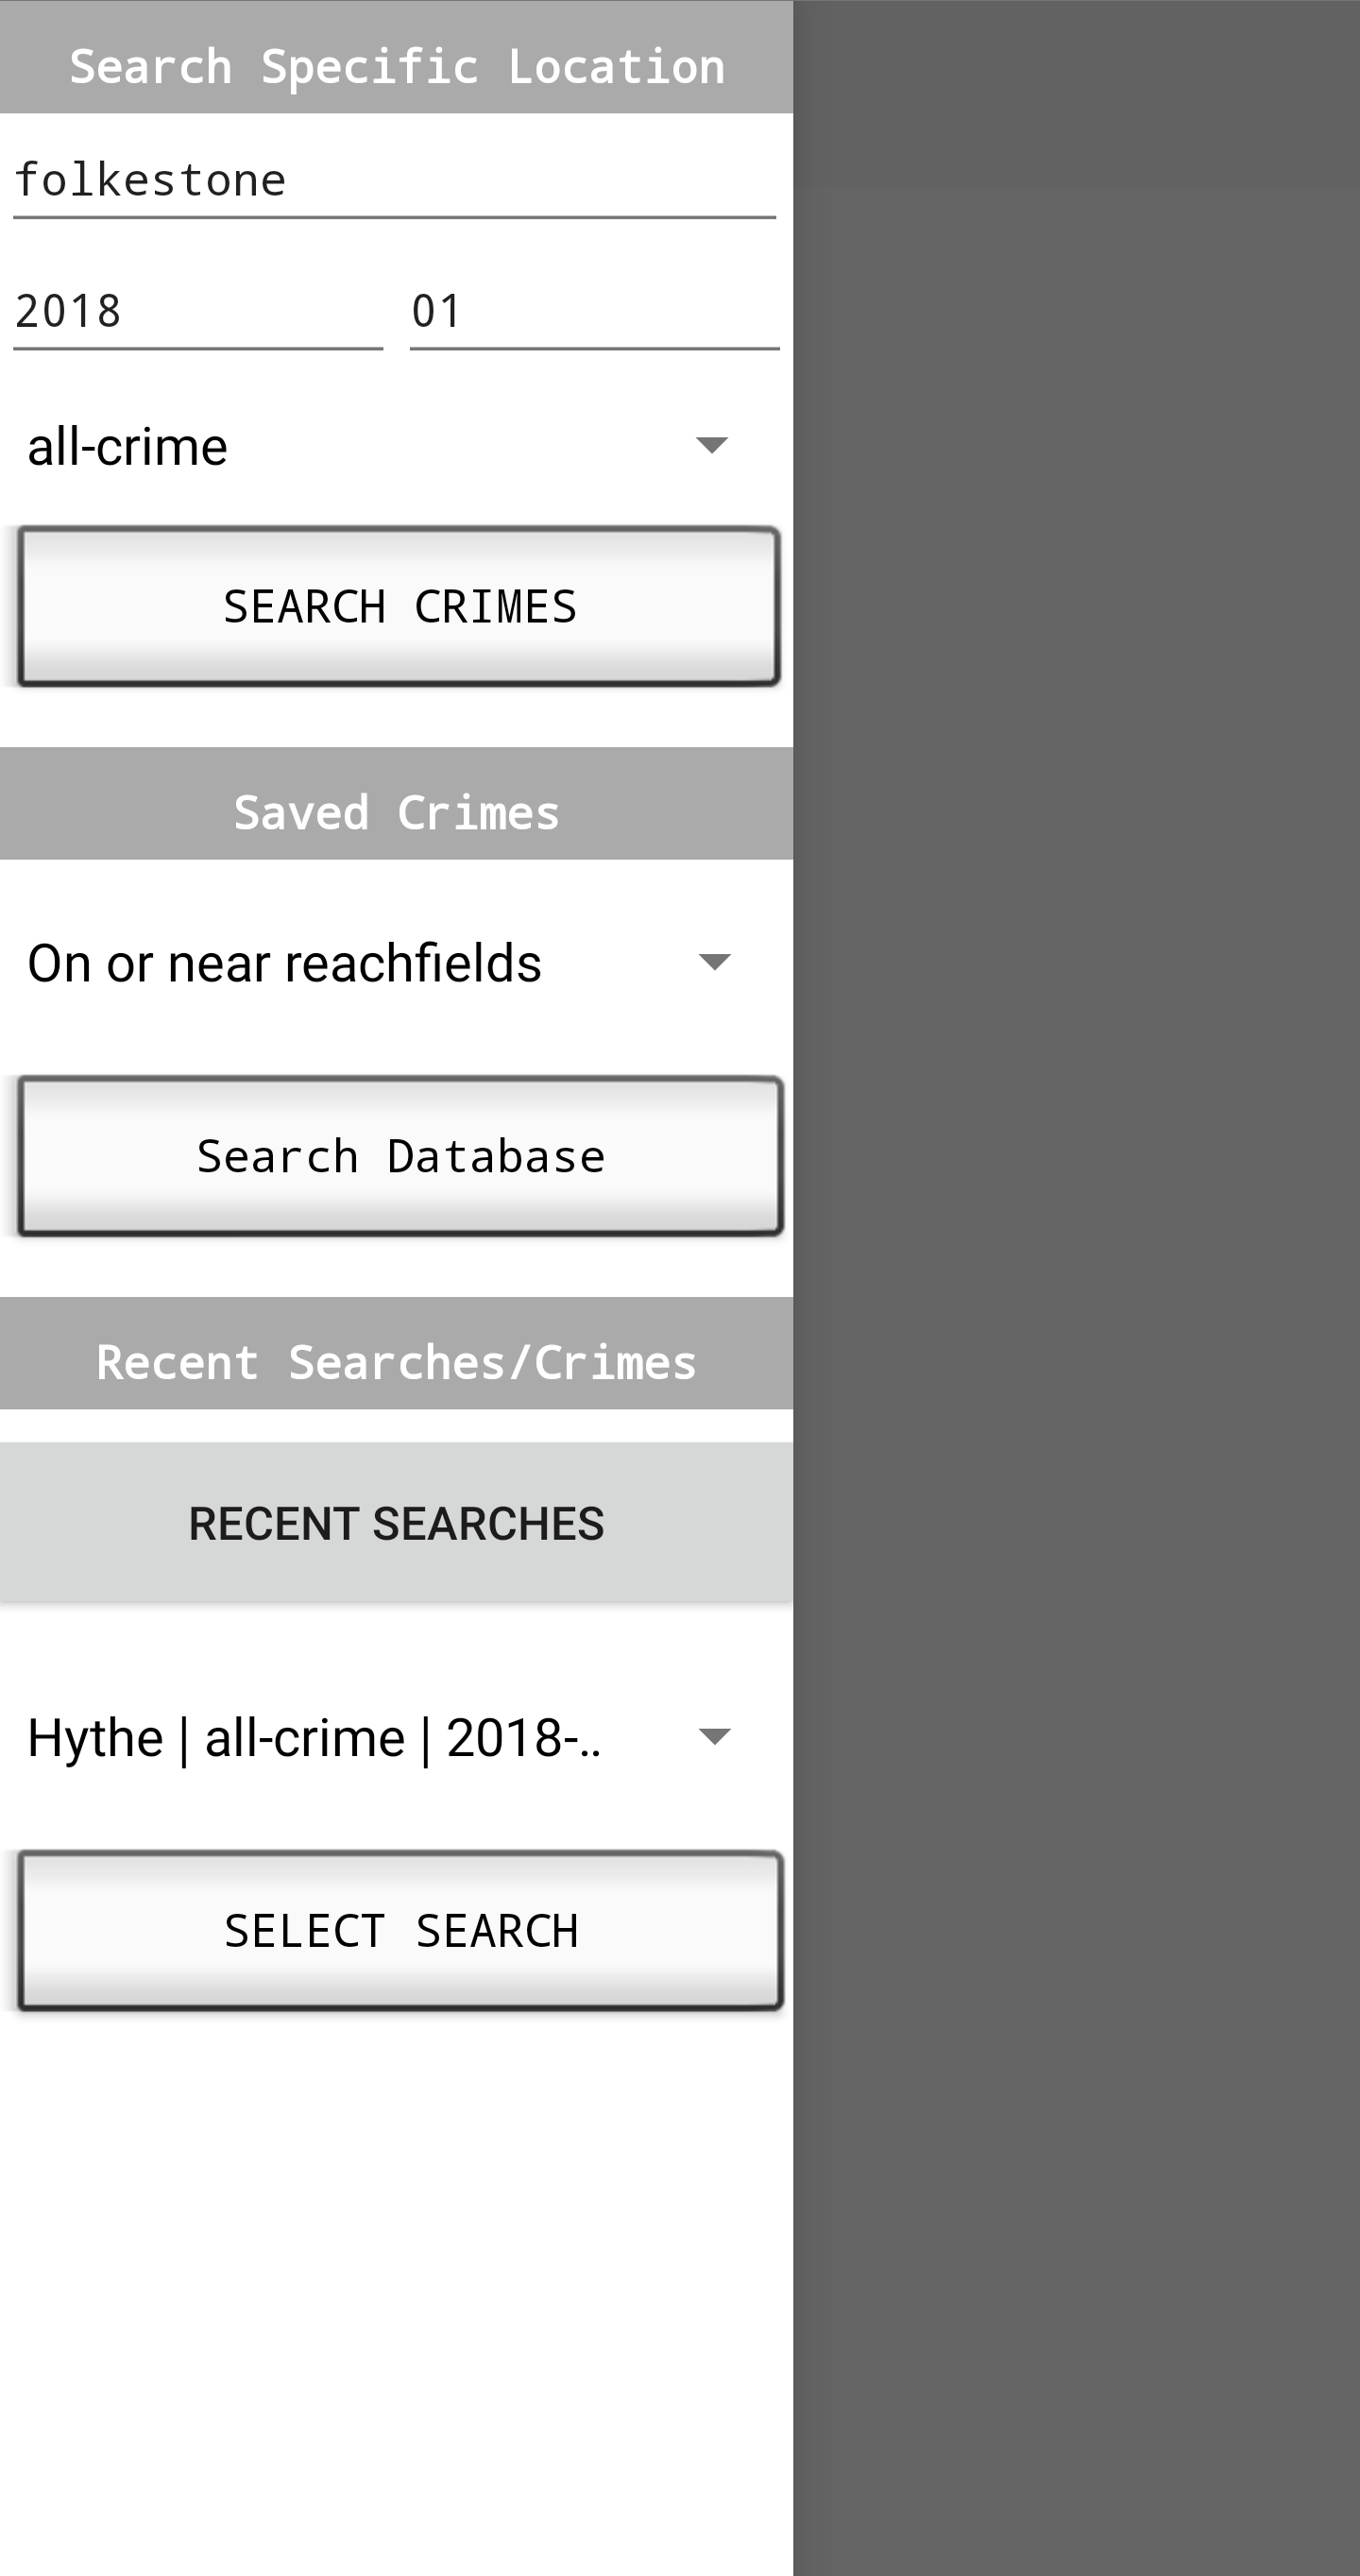 Search Specific Location
folkestone
2018 01
all-crime
SEARCH CRIMES
Saved Crimes
On or near reachfields
Search Database
Recent Searches/Crimes
RECENT SEARCHES
Hythe | all-crime | 2018-..
SELECT SEARCH